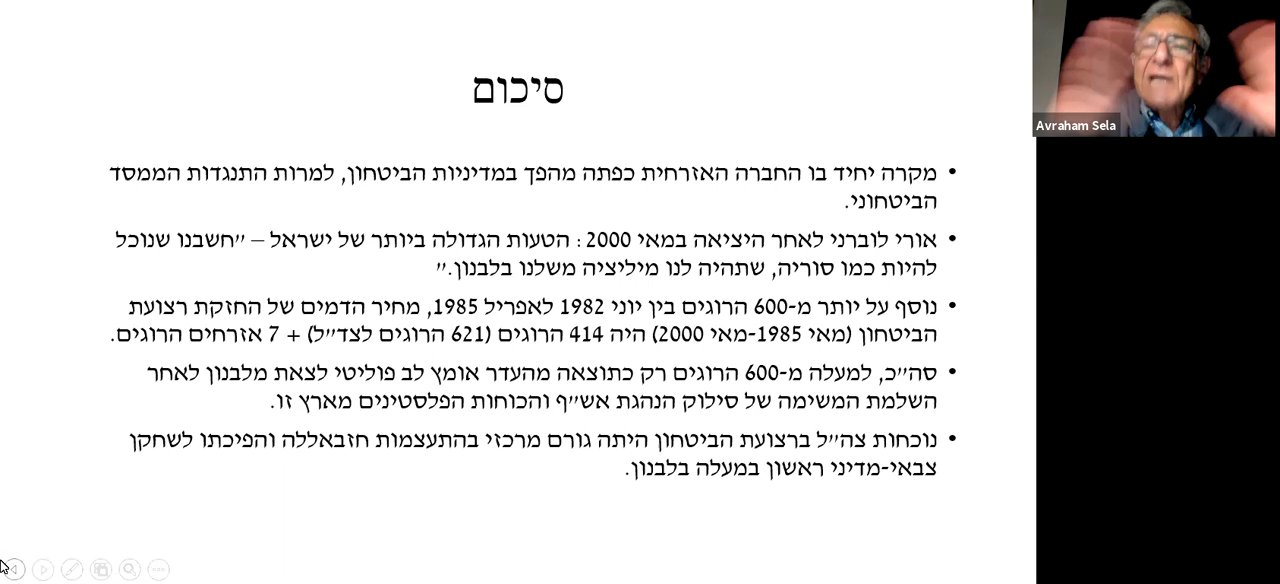 סיכום
Avraham Sela
• מקרה יחיד בו החברה האזרחית כפתה מהפך במדיניות הביטחון, למרות התנגדות הממסד
הביטחוני.
• אורי לוברני לאחר היציאה במאי 2000: הטעות הגדולה ביותר של ישראל – "חשבנו שנוכל
להיות כמו סוריה, שתהיה לנו מיליציה משלנו בלבנון."
• נוסף על יותר מ-600 הרוגים בין יוני 1982 לאפריל 1985, מחיר הדמים של החזקת רצועת
הביטחון (מאי 1985-מאי 2000) היה 414 הרוגים (621 הרוגים לצד"ל) + 7 אזרחים הרוגים.
• סה"כ, למעלה מ-600 הרוגים רק כתוצאה מהעדר אומץ לב פוליטי לצאת מלבנון לאחר
השלמת המשימה של סילוק הנהגת אש"ף והכוחות הפלסטינים מארץ זו.
• נוכחות צה"ל ברצועת הביטחון היתה גורם מרכזי בהתעצמות חזבאללה והפיכתו לשחקן
צבאי-מדיני ראשון במעלה בלבנון.